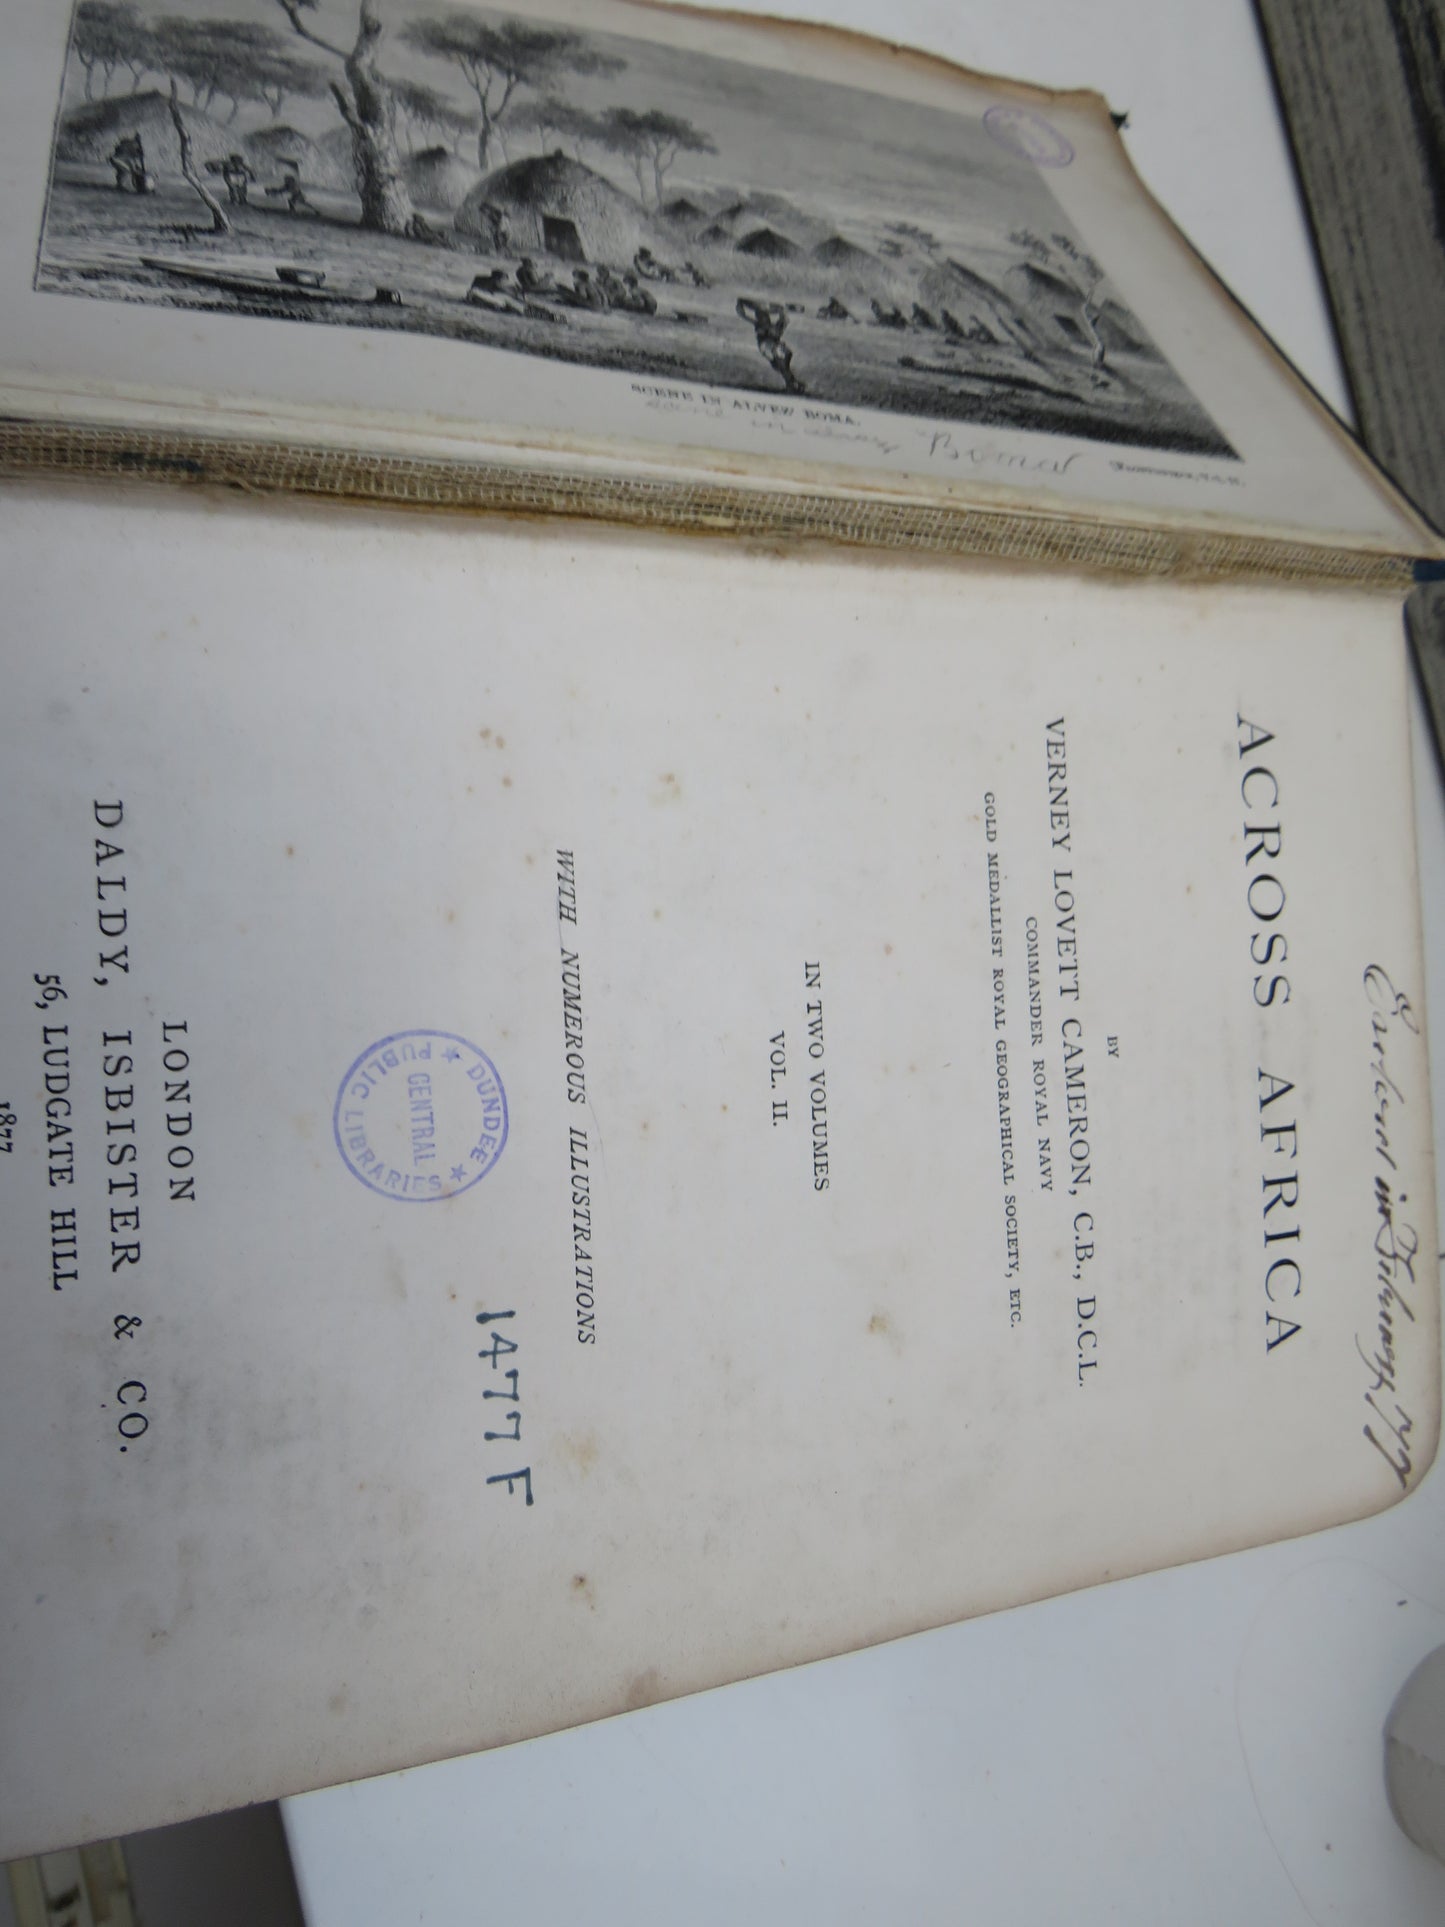 SCENE IN ALVEZ' BOMA.
ACROSS AFRICA
BY
VERNEY LOVETT CAMERON, C.B., D.C.L.
COMMANDER ROYAL NAVY
GOLD MEDALLIST ROYAL GEOGRAPHICAL SOCIETY, ETC.
IN TWO VOLUMES
VOL. II.
WITH NUMEROUS ILLUSTRATIONS
★ DUNDEE ★
CENTRAL
PUBLIC LIBRARIES
1477 F
LONDON
DALDY, ISBISTER & CO.
56, LUDGATE HILL
1877